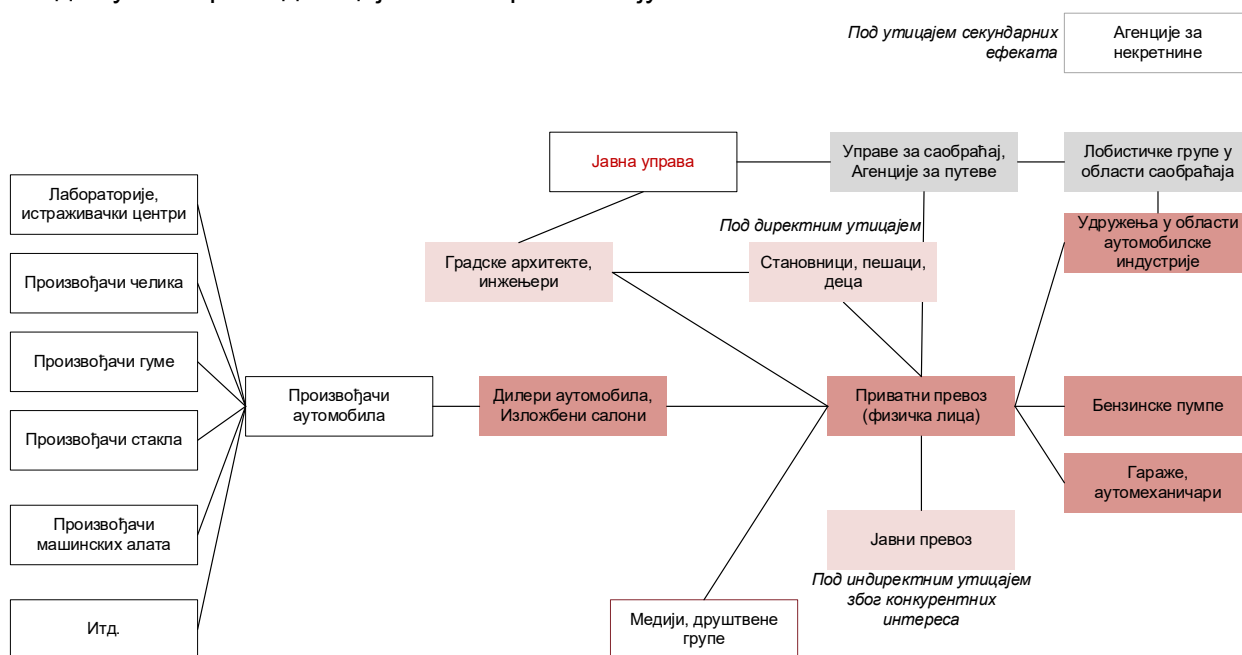 Под утицајем секундарних
ефеката
Агенције за
некретнине
Јавна управа
Управе за саобраћај,
Агенције за путеве
Лобистичке групе у
области саобраћаја
Лабораторије,
истраживачки центри
Под директним утицајем
Удружења у области
аутомобилске
индустрије
Градске архитекте,
инжењери
Становници, пешаци,
деца
Произвођачи челика
Произвођачи гуме
Произвођачи
аутомобила
Дилери аутомобила,
Изложбени салони
Приватни превоз
(физичка лица)
Бензинске пумпе
Произвођачи стакла
Гараже,
аутомеханичари
Произвођачи
машинских алата
Јавни превоз
Под индиректним утицајем
због конкурентних
интереса
Итд.
Медији, друштвене
групе